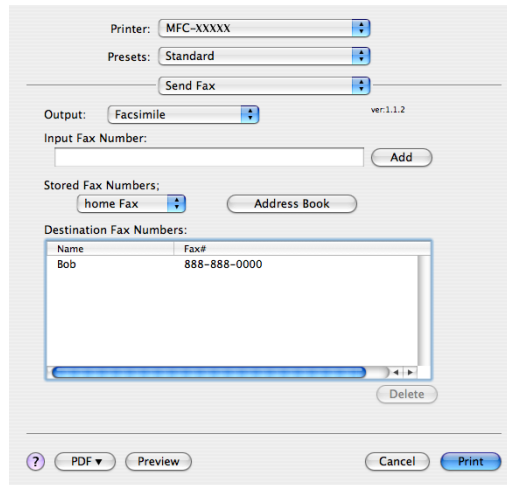 Printer: MFC-XXXXX
Presets: Standard
Send Fax
Output: Facsimile ver:1.1.2
Input Fax Number:
Add
Stored Fax Numbers;
home Fax Address Book
Destination Fax Numbers:
Name Fax#
Bob 888-888-0000
Delete
? PDF▼ Preview Cancel Print